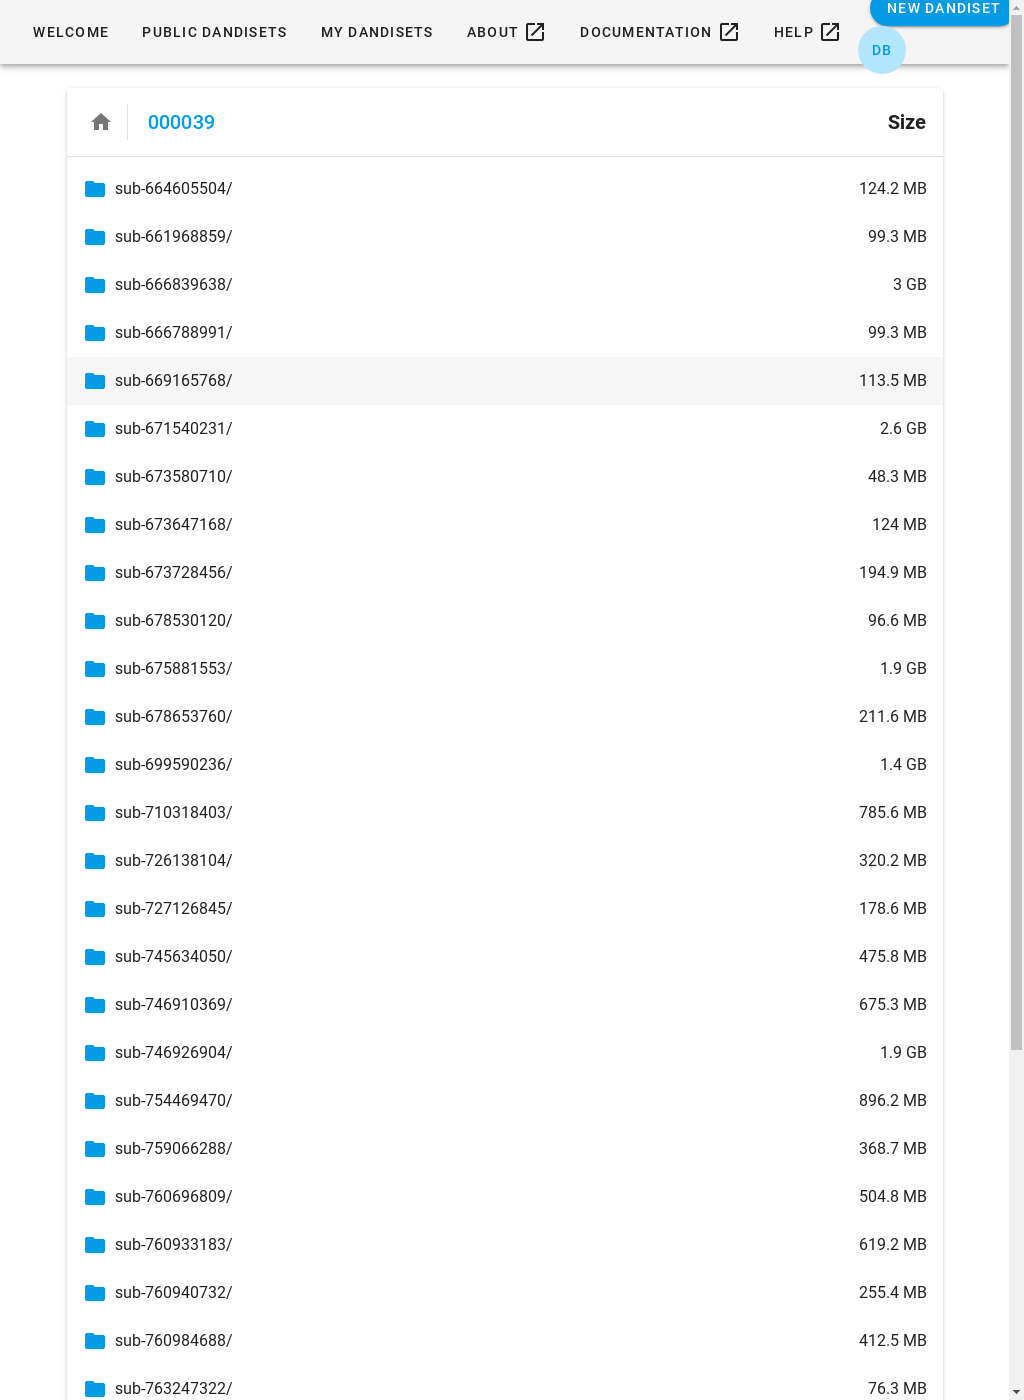 WELCOME PUBLIC DANDISETS MY DANDISETS ABOUT DOCUMENTATION HELP NEW DANDISET
DB
000039 Size
sub-664605504/ 124.2 MB
sub-661968859/ 99.3 MB
sub-666839638/ 3 GB
sub-666788991/ 99.3 MB
sub-669165768/ 113.5 MB
sub-671540231/ 2.6 GB
sub-673580710/ 48.3 MB
sub-673647168/ 124 MB
sub-673728456/ 194.9 MB
sub-678530120/ 96.6 MB
sub-675881553/ 1.9 GB
sub-678653760/ 211.6 MB
sub-699590236/ 1.4 GB
sub-710318403/ 785.6 MB
sub-726138104/ 320.2 MB
sub-727126845/ 178.6 MB
sub-745634050/ 475.8 MB
sub-746910369/ 675.3 MB
sub-746926904/ 1.9 GB
sub-754469470/ 896.2 MB
sub-759066288/ 368.7 MB
sub-760696809/ 504.8 MB
sub-760933183/ 619.2 MB
sub-760940732/ 255.4 MB
sub-760984688/ 412.5 MB
sub-763247322/ 76.3 MB